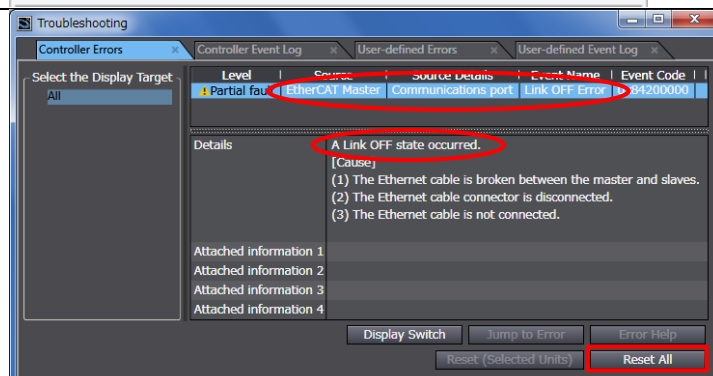 Troubleshooting
Controller Errors Controller Event Log User-defined Errors User-defined Event Log
Select the Display Target
All
Level Source Source Details Event Name Event Code
Partial fau EtherCAT Master Communications port Link OFF Error 84200000
Details A Link OFF state occurred.
[Cause]
(1) The Ethernet cable is broken between the master and slaves.
(2) The Ethernet cable connector is disconnected.
(3) The Ethernet cable is not connected.
Attached information 1
Attached information 2
Attached information 3
Attached information 4
Display Switch Jump to Error Error Help
Reset (Selected Units) Reset All